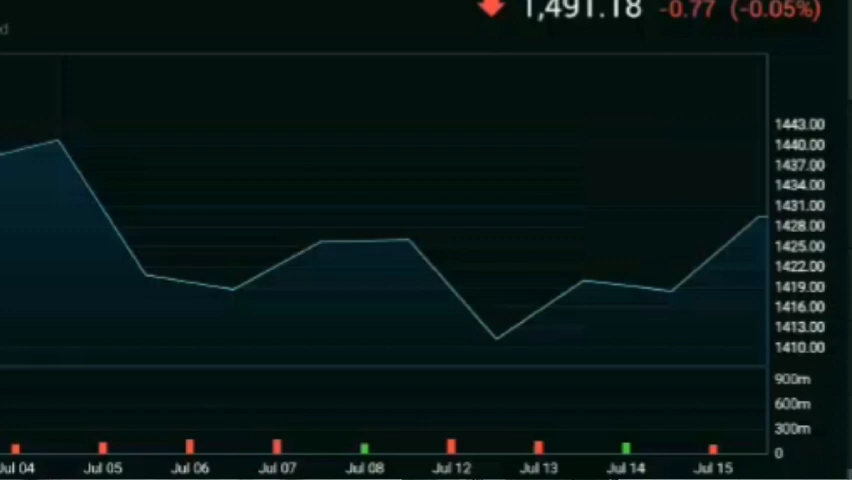 1,491.18 -0.77 (-0.05%)
d
1443.00
1440.00
1437.00
1434.00
1431.00
1428.00
1425.00
1422.00
1419.00
1416.00
1413.00
1410.00
900m
600m
300m
0
Jul 04 Jul 05 Jul 06 Jul 07 Jul 08 Jul 12 Jul 13 Jul 14 Jul 15